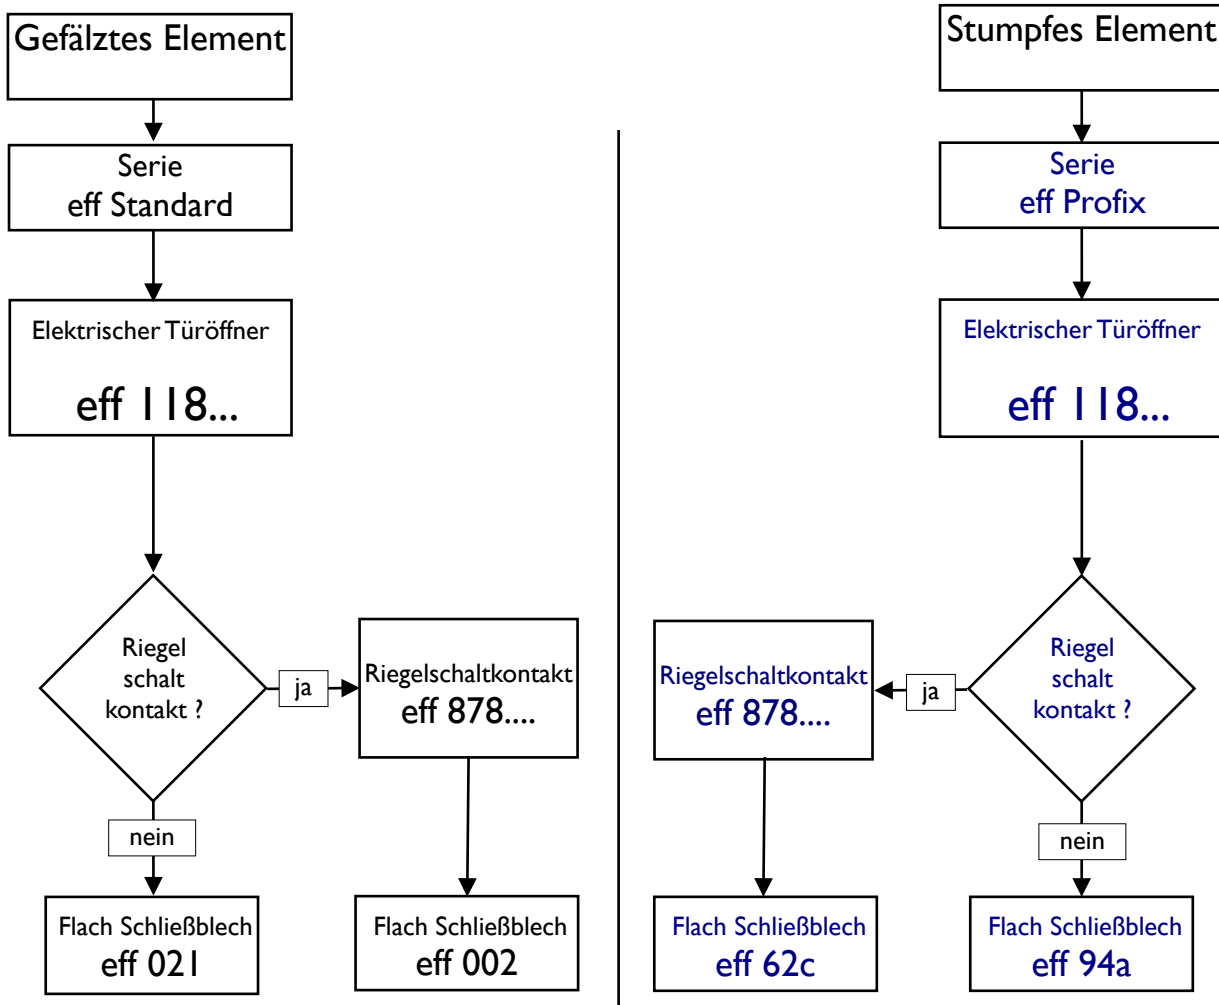 Gefälztes Element
Serie
eff Standard
Elektrischer Türöffner
eff 118...
Riegel
schalt
kontakt ?
ja
Riegelschaltkontakt
eff 878....
nein
Flach Schließblech
eff 021
Flach Schließblech
eff 002
Stumpfes Element
Serie
eff Profix
Elektrischer Türöffner
eff 118...
Riegel
schalt
kontakt ?
ja
Riegelschaltkontakt
eff 878....
nein
Flach Schließblech
eff 62c
Flach Schließblech
eff 94a